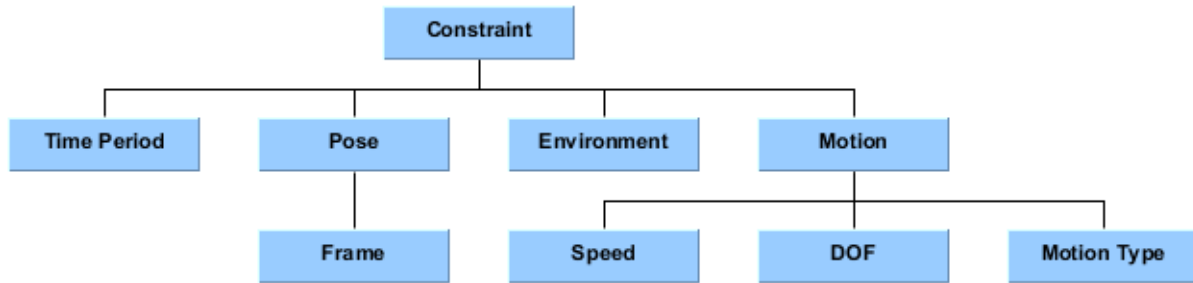 Constraint
Time Period
Pose
Environment
Motion
Frame
Speed
DOF
Motion Type